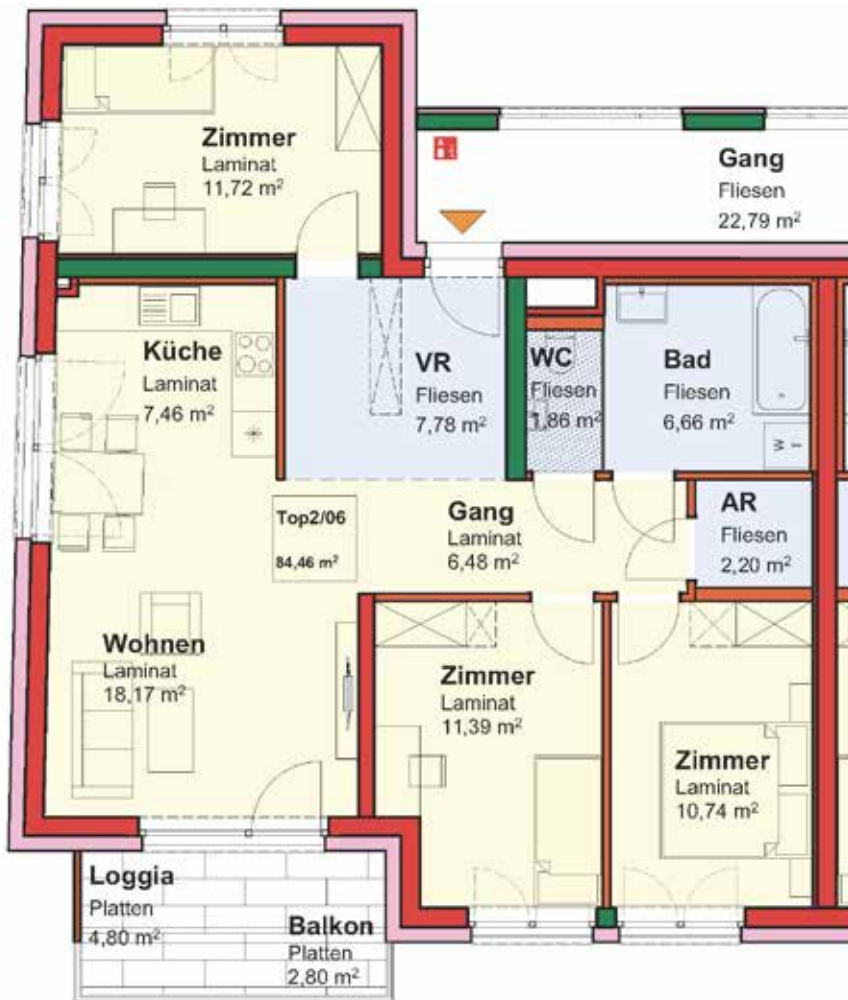 Zimmer
Laminat
11,72 m²
Gang
Fliesen
22,79 m²
Küche
Laminat
7,46 m²
VR
Fliesen
7,78 m²
WC
Fliesen
1,86 m²
Bad
Fliesen
6,66 m²
W
T
AR
Fliesen
2,20 m²
Top2/06
84,46 m²
Gang
Laminat
6,48 m²
Wohnen
Laminat
18,17 m²
Zimmer
Laminat
11,39 m²
Zimmer
Laminat
10,74 m²
Loggia
Platten
4,80 m²
Balkon
Platten
2,80 m²